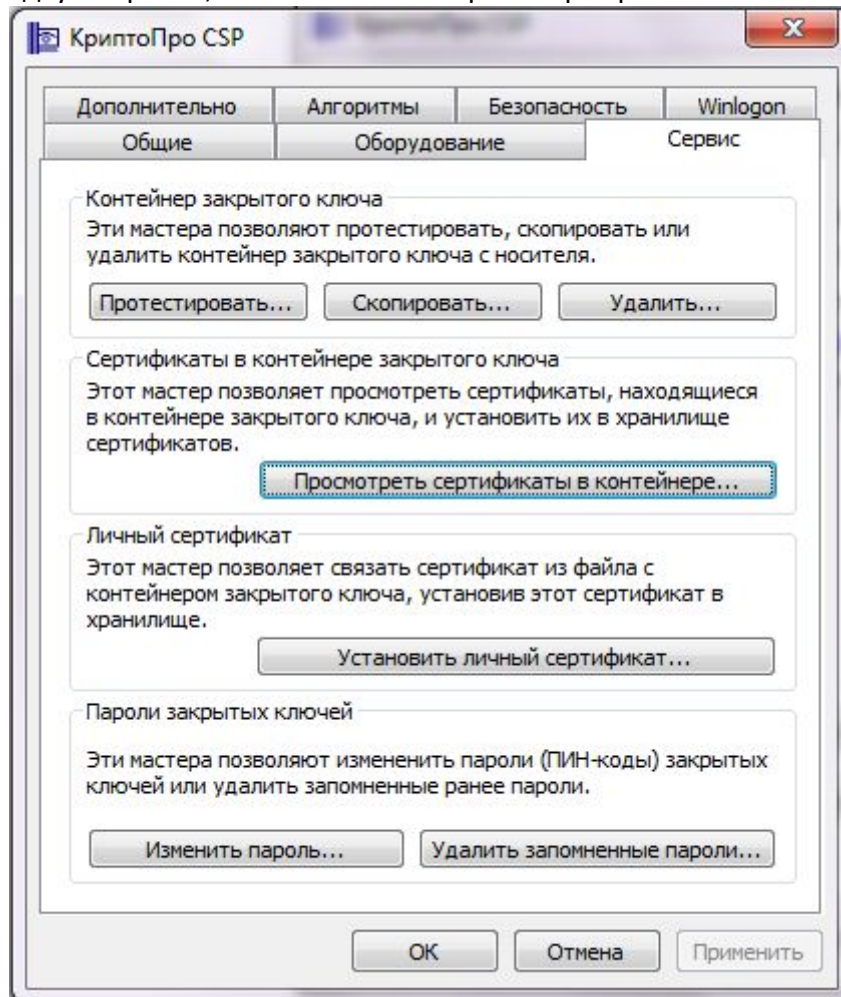 КриптоПро CSP
Дополнительно Алгоритмы Безопасность Winlogon
Общие Оборудование Сервис
Контейнер закрытого ключа
Эти мастера позволяют протестировать, скопировать или
удалить контейнер закрытого ключа с носителя.
Протестировать... Скопировать... Удалить...
Сертификаты в контейнере закрытого ключа
Этот мастер позволяет просмотреть сертификаты, находящиеся
в контейнере закрытого ключа, и установить их в хранилище
сертификатов.
Просмотреть сертификаты в контейнере...
Личный сертификат
Этот мастер позволяет связать сертификат из файла с
контейнером закрытого ключа, установив этот сертификат в
хранилище.
Установить личный сертификат...
Пароли закрытых ключей
Эти мастера позволяют измененить пароли (ПИН-коды) закрытых
ключей или удалить запомненные ранее пароли.
Изменить пароль... Удалить запомненные пароли...
ОК Отмена Применить